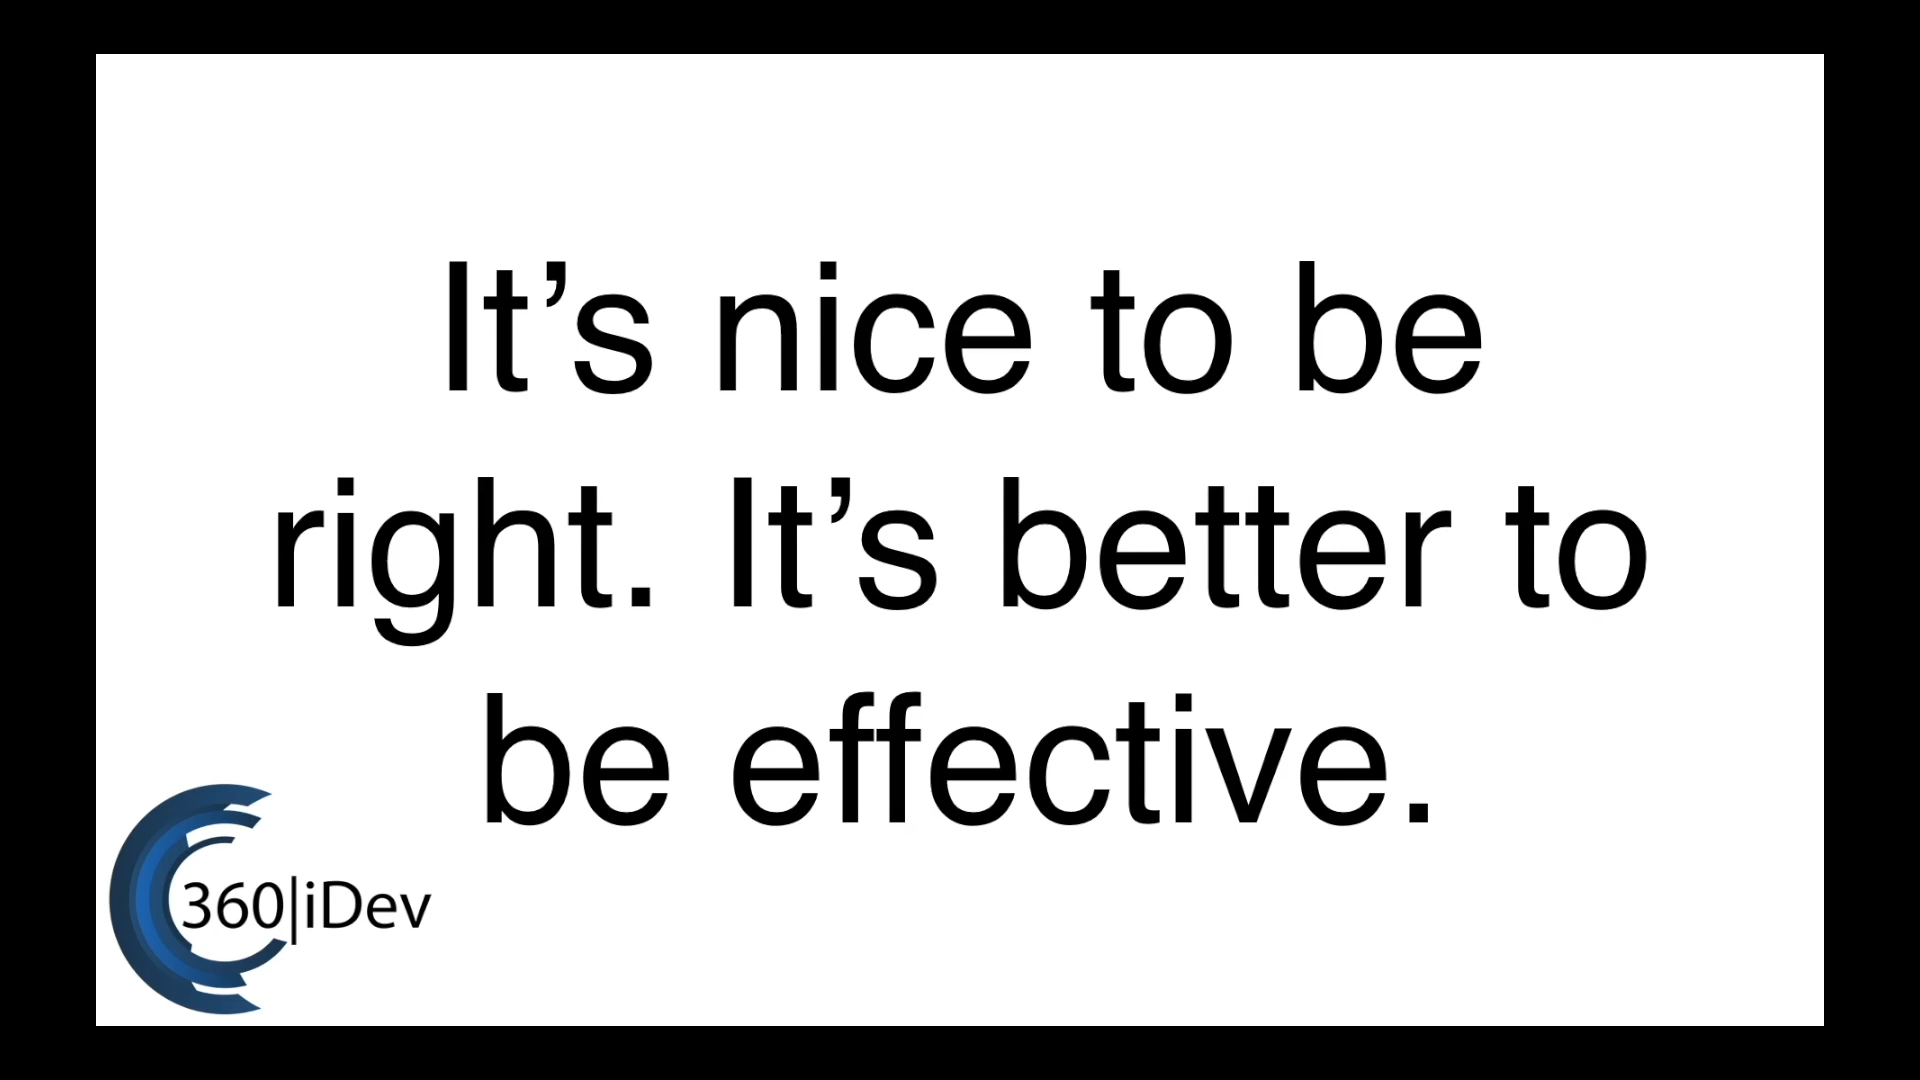 It’s nice to be
right. It’s better to
be effective.
360|iDev